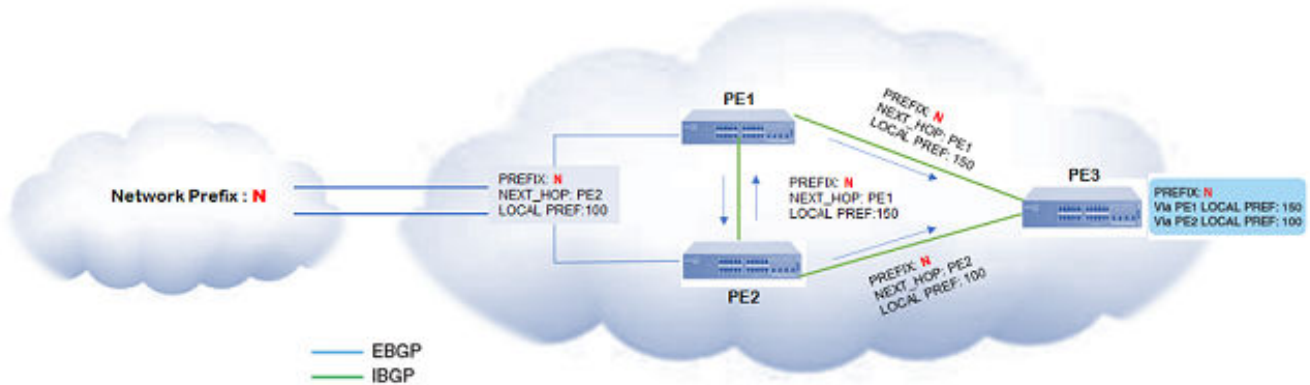 Network Prefix : N
PREFIX: N
NEXT_HOP: PE2
LOCAL PREF:100
PE1
PREFIX: N
NEXT_HOP: PE1
LOCAL PREF:150
PE2
PREFIX: N
NEXT_HOP: PE1
LOCAL PREF: 150
PREFIX: N
NEXT_HOP: PE2
LOCAL PREF: 100
PE3
PREFIX: N
Via PE1 LOCAL PREF: 150
Via PE2 LOCAL PREF: 100
EBGP
IBGP